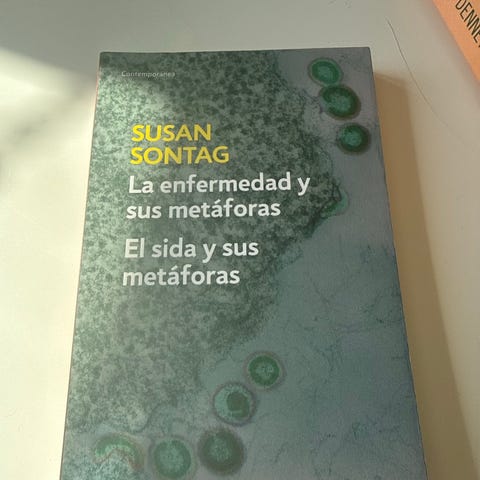 Contemporánea
SUSAN
SONTAG
La enfermedad y
sus metáforas
El sida y sus
metáforas